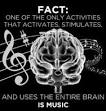 FACT:
ONE OF THE ONLY ACTIVITIES
THAT ACTIVATES, STIMULATES,
AND USES THE ENTIRE BRAIN
IS MUSIC